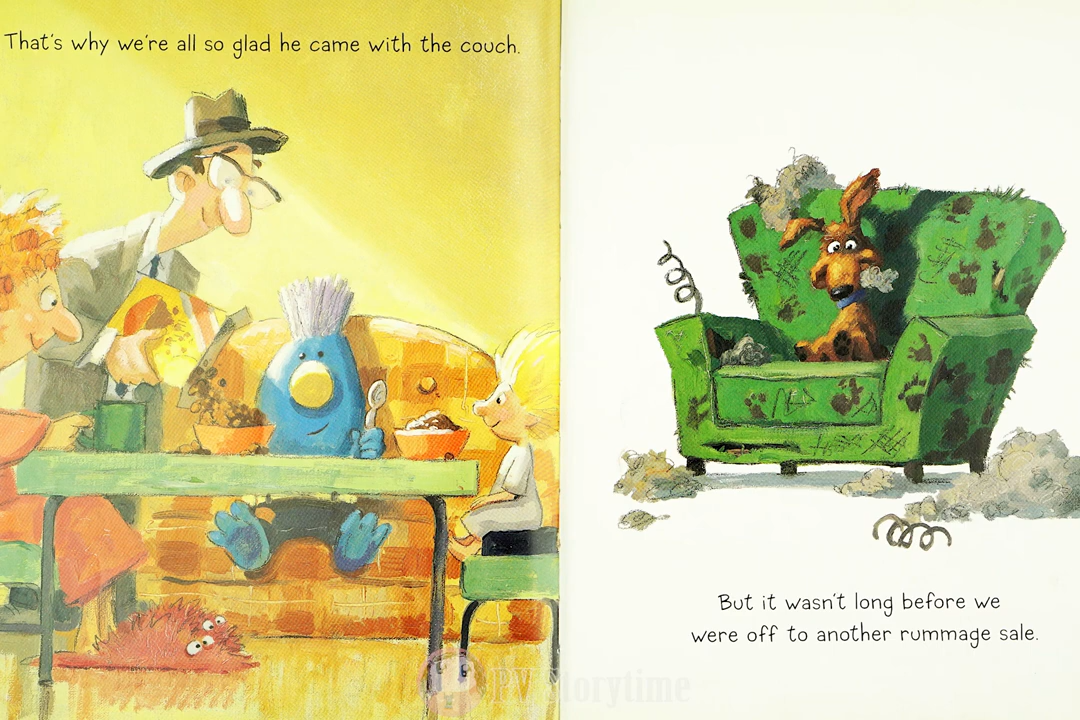 That's why we're all so glad he came with the couch.
But it wasn't long before we
were off to another rummage sale.
PV Storytime